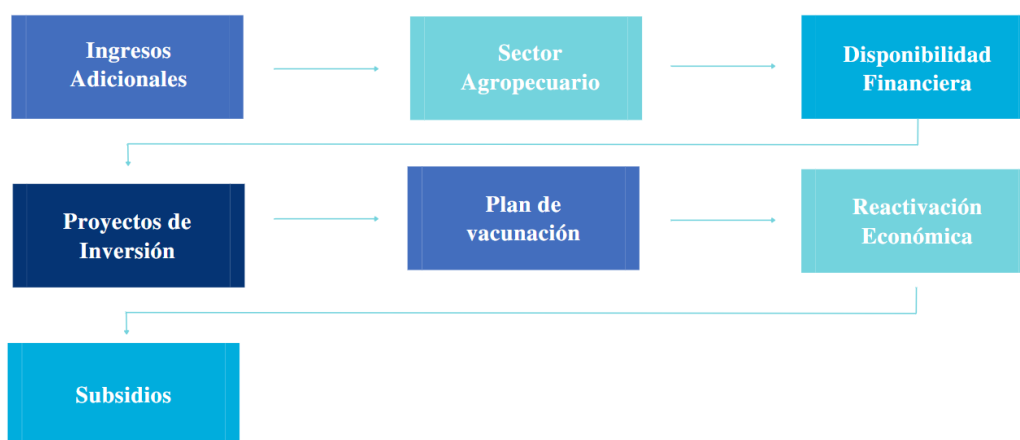 Ingresos
Adicionales
Sector
Agropecuario
Disponibilidad
Financiera
Proyectos de
Inversión
Plan de
vacunación
Reactivación
Económica
Subsidios